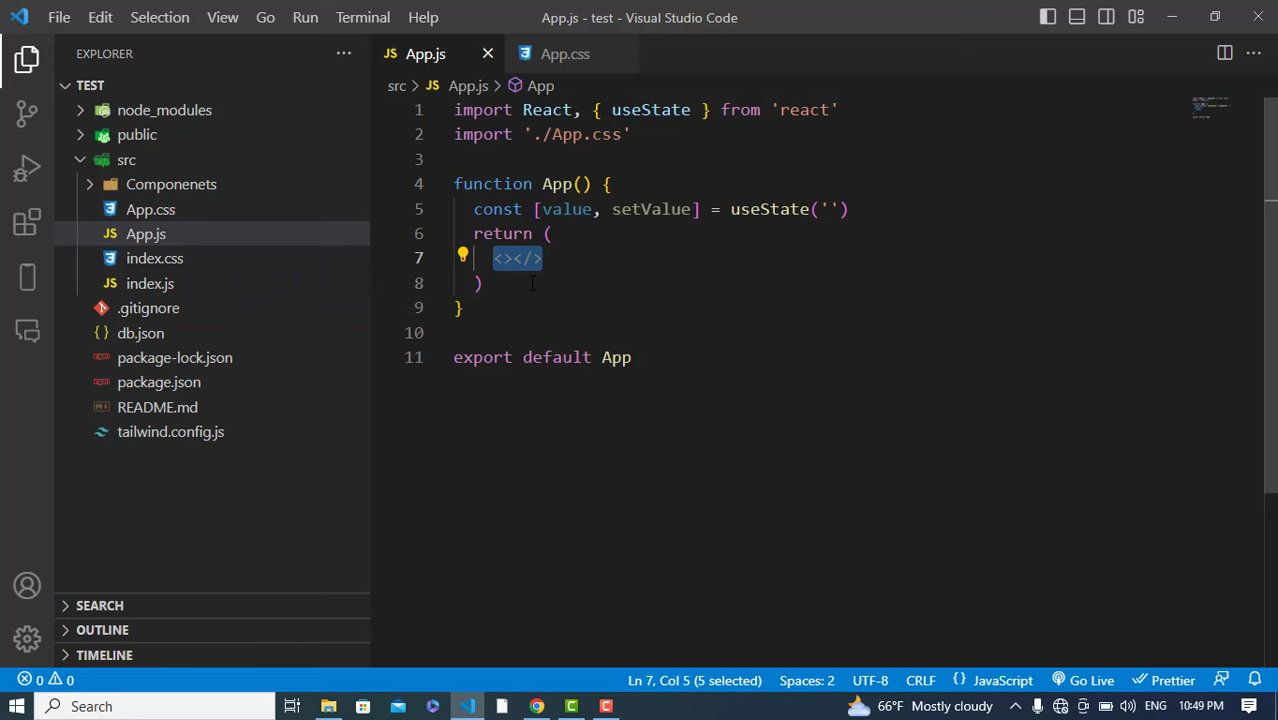 File Edit Selection View Go Run Terminal Help App.js - test - Visual Studio Code
EXPLORER
TEST
node_modules
public
src
Componenets
App.css
App.js
index.css
index.js
.gitignore
db.json
package-lock.json
package.json
README.md
tailwind.config.js
SEARCH
OUTLINE
TIMELINE
JS App.js App.css
src > JS App.js > App
1 import React, { useState } from 'react'
2 import './App.css'
3
4 function App() {
5 const [value, setValue] = useState('')
6 return (
7 <></>
8 )
9 }
10
11 export default App
0 0 Ln 7, Col 5 (5 selected) Spaces: 2 UTF-8 CRLF {} JavaScript Go Live Prettier
Search 66°F Mostly cloudy ENG 10:49 PM